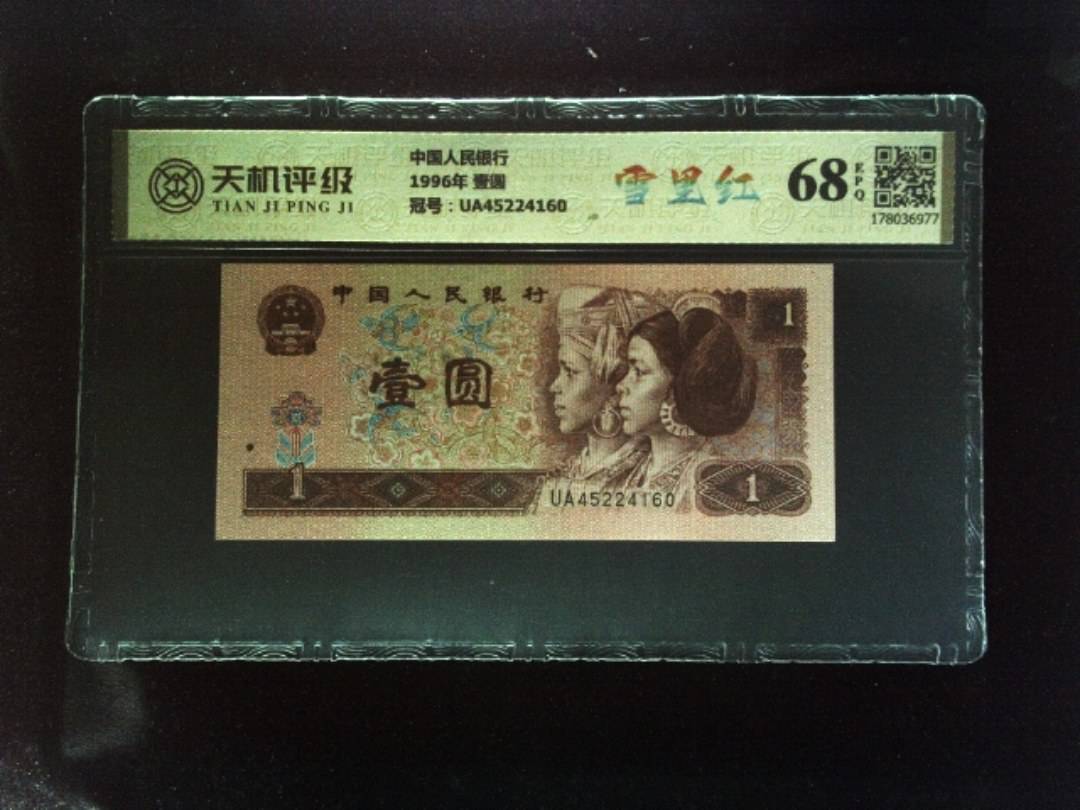 天机评级
TIAN JI PING JI
中国人民银行
1996年 壹圆
冠号：UA45224160
雪里红
68
EPQ
178036977
中国人民银行
1
壹圆
1
UA45224160
1